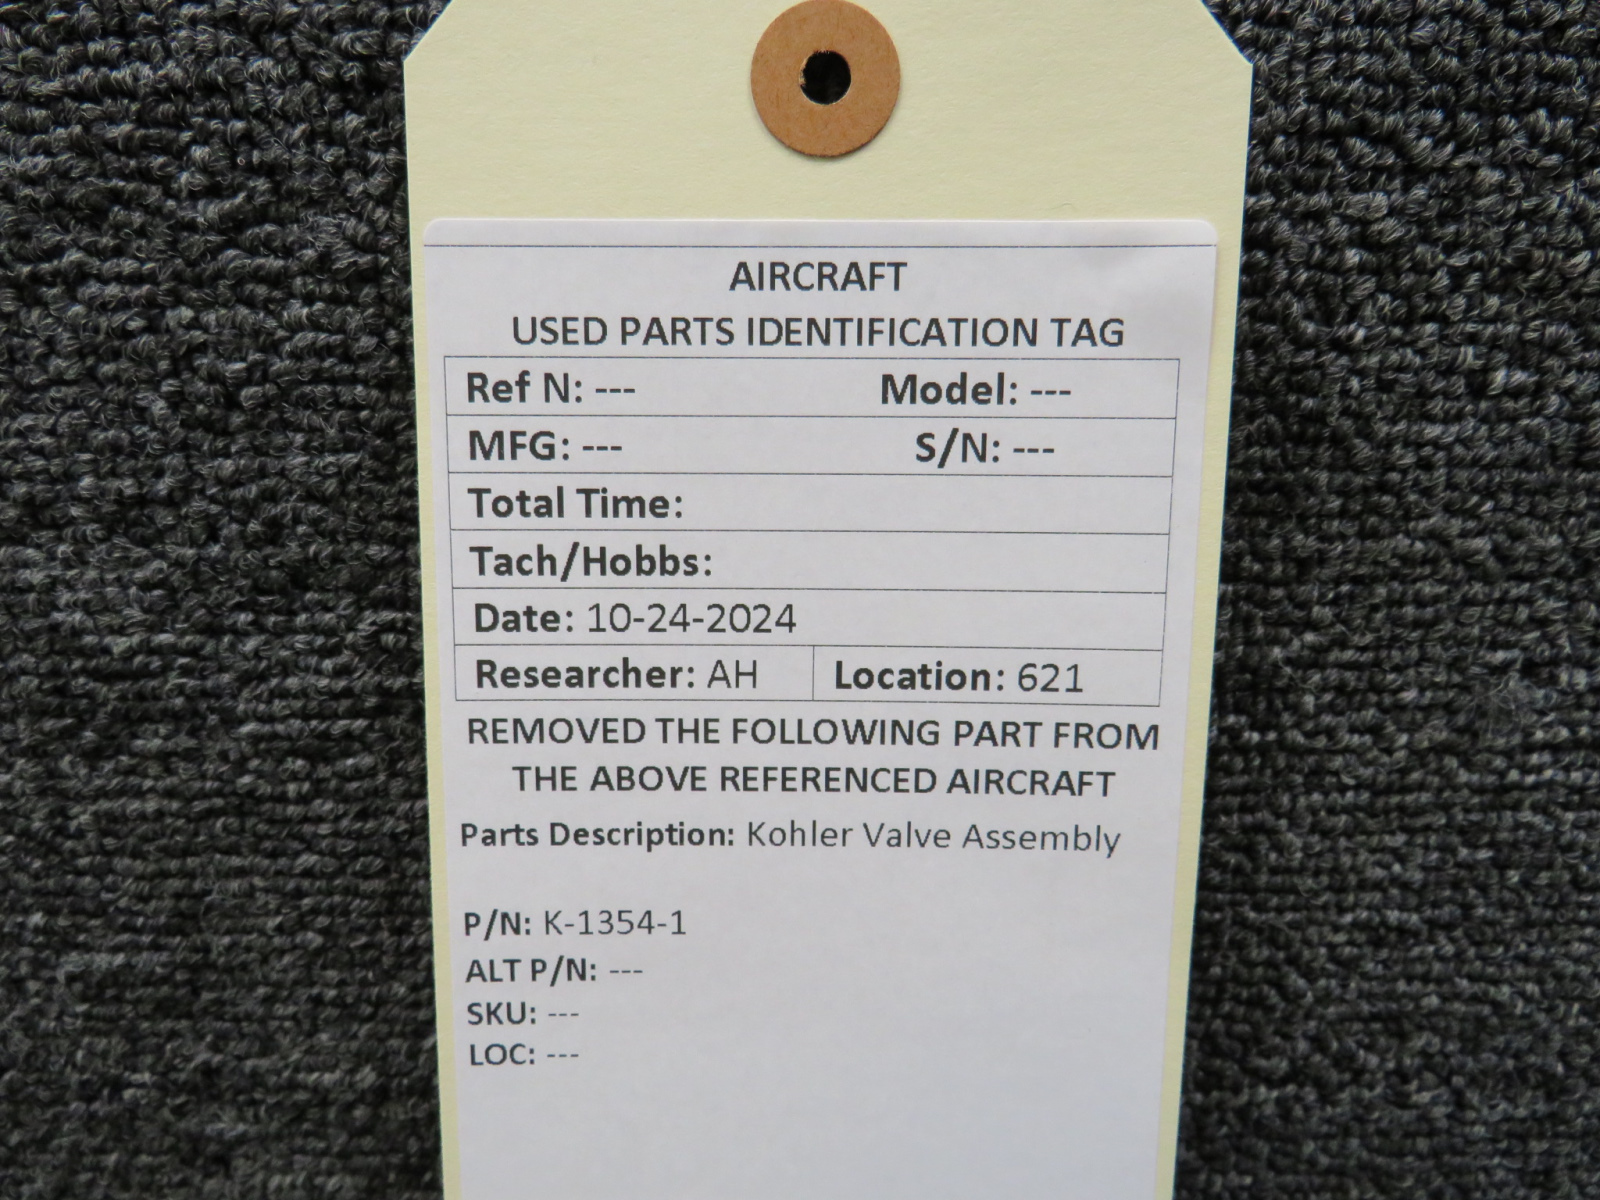 AIRCRAFT
USED PARTS IDENTIFICATION TAG
Ref N: --- Model: ---
MFG: --- S/N: ---
Total Time:
Tach/Hobbs:
Date: 10-24-2024
Researcher: AH Location: 621
REMOVED THE FOLLOWING PART FROM
THE ABOVE REFERENCED AIRCRAFT
Parts Description: Kohler Valve Assembly
P/N: K-1354-1
ALT P/N: ---
SKU: ---
LOC: ---